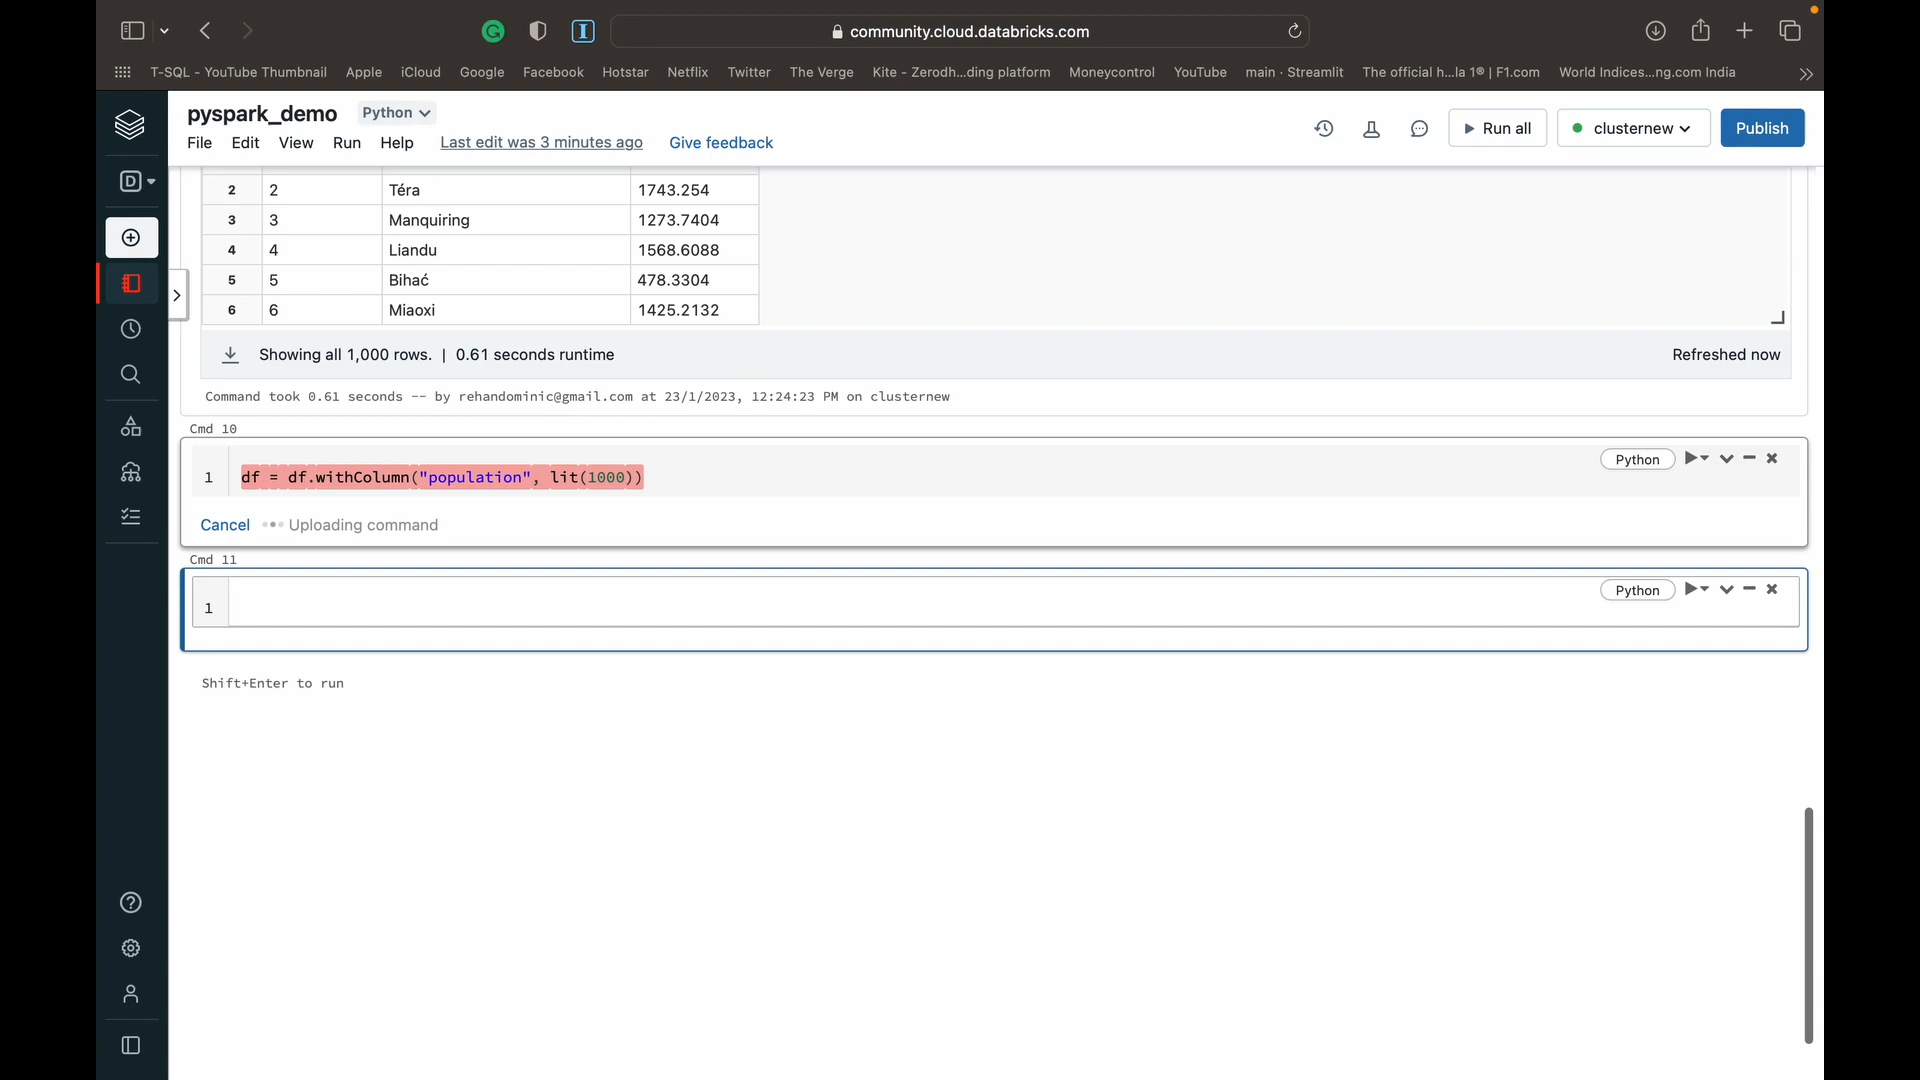 community.cloud.databricks.com
T-SQL - YouTube Thumbnail Apple iCloud Google Facebook Hotstar Netflix Twitter The Verge Kite - Zerodh...ding platform Moneycontrol YouTube main · Streamlit The official h...la 1® | F1.com World Indices...ng.com India
pyspark_demo Python
File Edit View Run Help Last edit was 3 minutes ago Give feedback
Run all clusternew Publish
D
2 2 Téra 1743.254
3 3 Manquiring 1273.7404
4 4 Liandu 1568.6088
5 5 Bihać 478.3304
6 6 Miaoxi 1425.2132
Showing all 1,000 rows. | 0.61 seconds runtime Refreshed now
Command took 0.61 seconds -- by rehandominic@gmail.com at 23/1/2023, 12:24:23 PM on clusternew
Cmd 10
Python
1 df = df.withColumn("population", lit(1000))
Cancel Uploading command
Cmd 11
Python
1
Shift+Enter to run